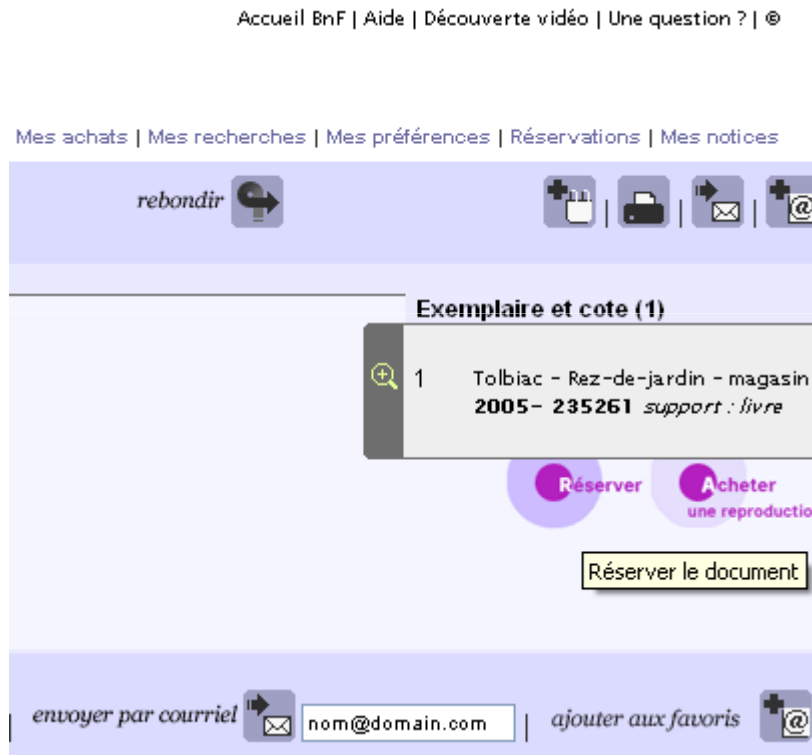 Accueil BnF | Aide | Découverte vidéo | Une question ? | ©
Mes achats | Mes recherches | Mes préférences | Réservations | Mes notices
rebondir
Exemplaire et cote (1)
1 Tolbiac - Rez-de-jardin - magasin
2005- 235261 support : livre
Réserver Acheter
une reproductio
Réserver le document
envoyer par courriel nom@domain.com | ajouter aux favoris